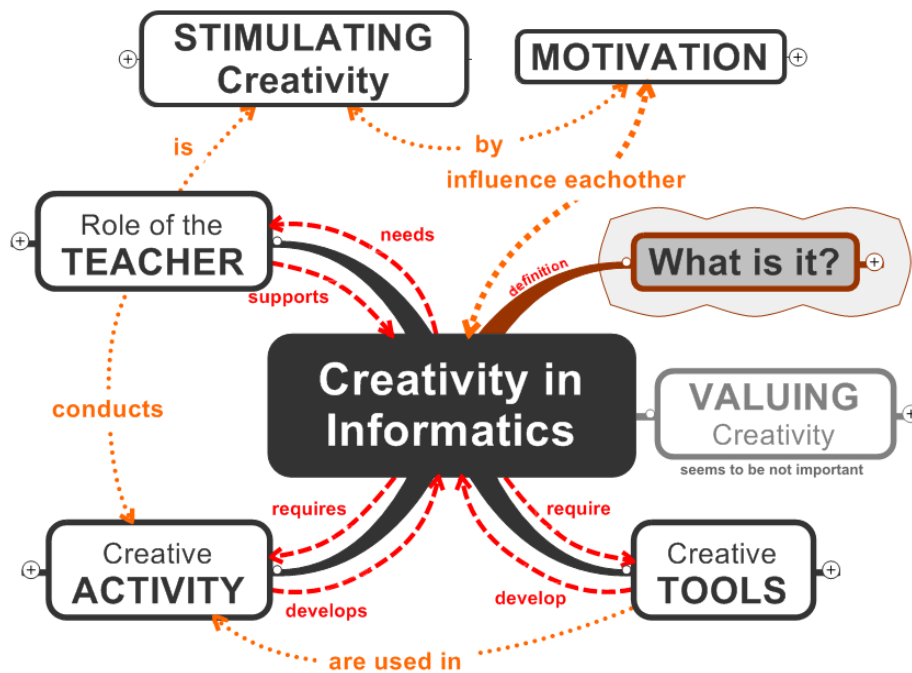 STIMULATING
Creativity
MOTIVATION
is
by
influence eachother
Role of the
TEACHER
needs
supports
definition
What is it?
Creativity in
Informatics
VALUING
Creativity
seems to be not important
conducts
requires
require
Creative
ACTIVITY
Creative
TOOLS
develops
develop
are used in